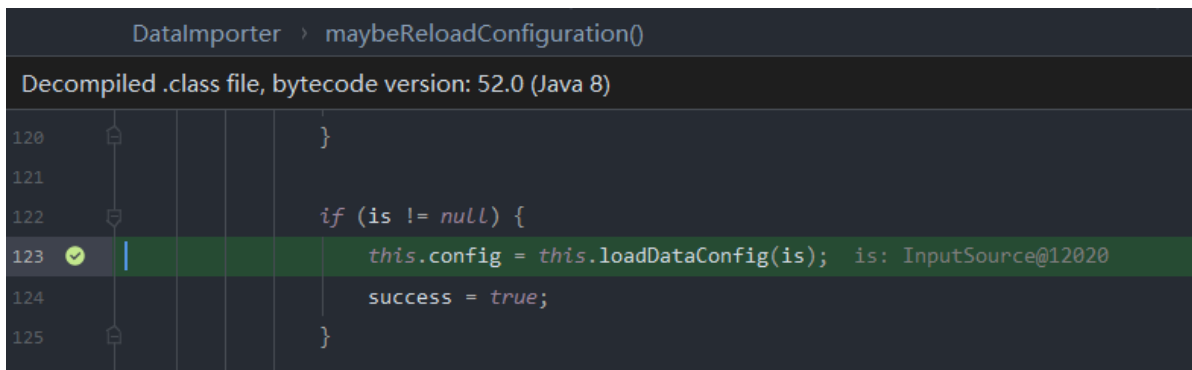 DataImporter › maybeReloadConfiguration()
Decompiled .class file, bytecode version: 52.0 (Java 8)
120 }
121
122 if (is != null) {
123 this.config = this.loadDataConfig(is); is: InputSource@12020
124 success = true;
125 }